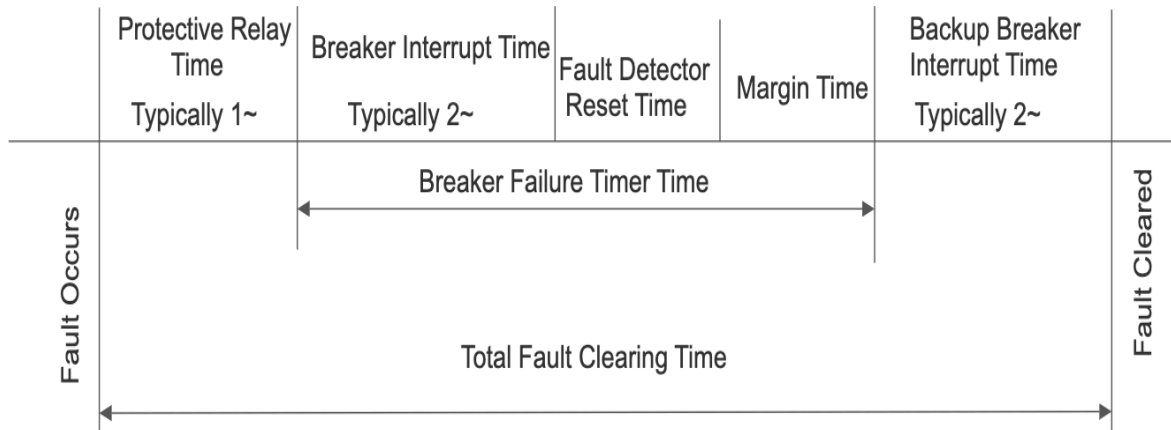 Protective Relay
Time
Typically 1~
Breaker Interrupt Time
Typically 2~
Fault Detector
Reset Time
Margin Time
Backup Breaker
Interrupt Time
Typically 2~
Breaker Failure Timer Time
Fault Occurs
Fault Cleared
Total Fault Clearing Time